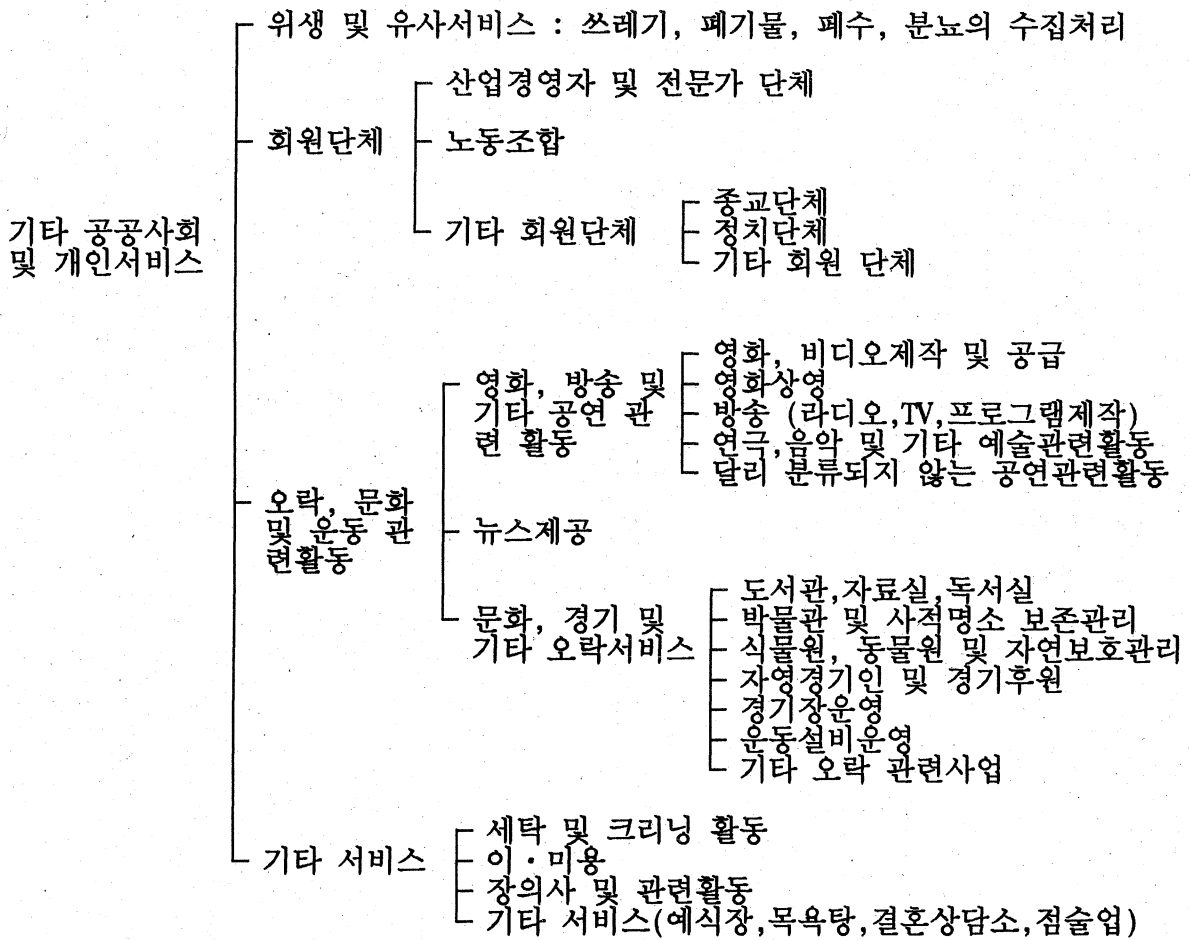 위생 및 유사서비스 : 쓰레기, 폐기물, 폐수, 분뇨의 수집처리
산업경영자 및 전문가 단체
회원단체
노동조합
기타 회원단체
종교단체
정치단체
기타 회원 단체
기타 공공사회
및 개인서비스
영화, 방송 및
기타 공연 관
련 활동
영화, 비디오제작 및 공급
영화상영
방송 (라디오,TV,프로그램제작)
연극,음악 및 기타 예술관련활동
달리 분류되지 않는 공연관련활동
오락, 문화
및 운동 관
련활동
뉴스제공
문화, 경기 및
기타 오락서비스
도서관,자료실,독서실
박물관 및 사적명소 보존관리
식물원, 동물원 및 자연보호관리
자영경기인 및 경기후원
경기장운영
운동설비운영
기타 오락 관련사업
기타 서비스
세탁 및 크리닝 활동
이·미용
장의사 및 관련활동
기타 서비스(예식장,목욕탕,결혼상담소,점술업)